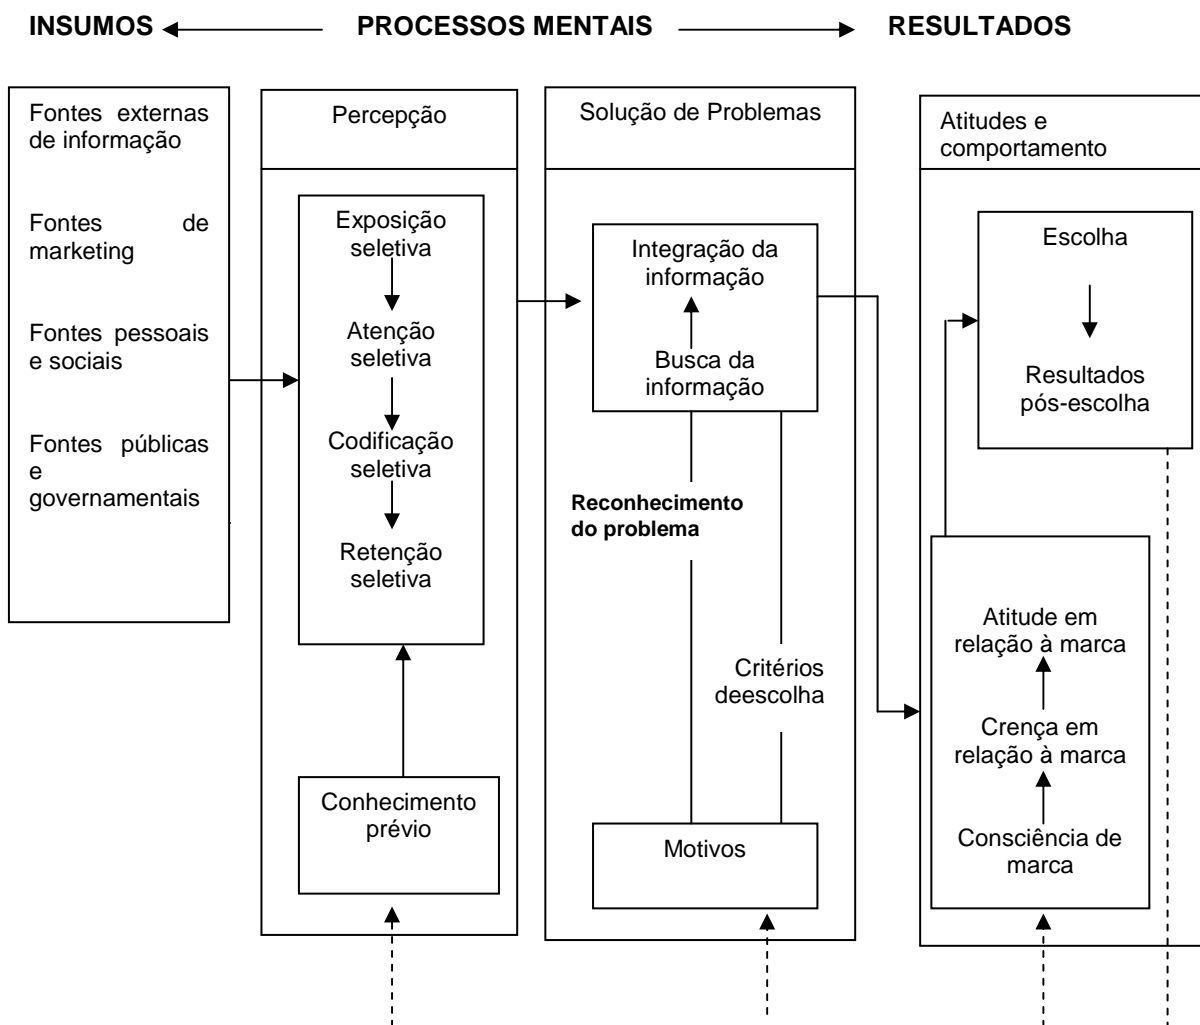 INSUMOS
PROCESSOS MENTAIS
RESULTADOS
Fontes externas
de informação
Fontes de
marketing
Fontes pessoais
e sociais
Fontes públicas
e
governamentais
Percepção
Exposição
seletiva
Atenção
seletiva
Codificação
seletiva
Retenção
seletiva
Conhecimento
prévio
Solução de Problemas
Integração da
informação
Busca da
informação
Reconhecimento
do problema
Critérios
deescolha
Motivos
Atitudes e
comportamento
Escolha
Resultados
pós-escolha
Atitude em
relação à marca
Crença em
relação à marca
Consciência de
marca